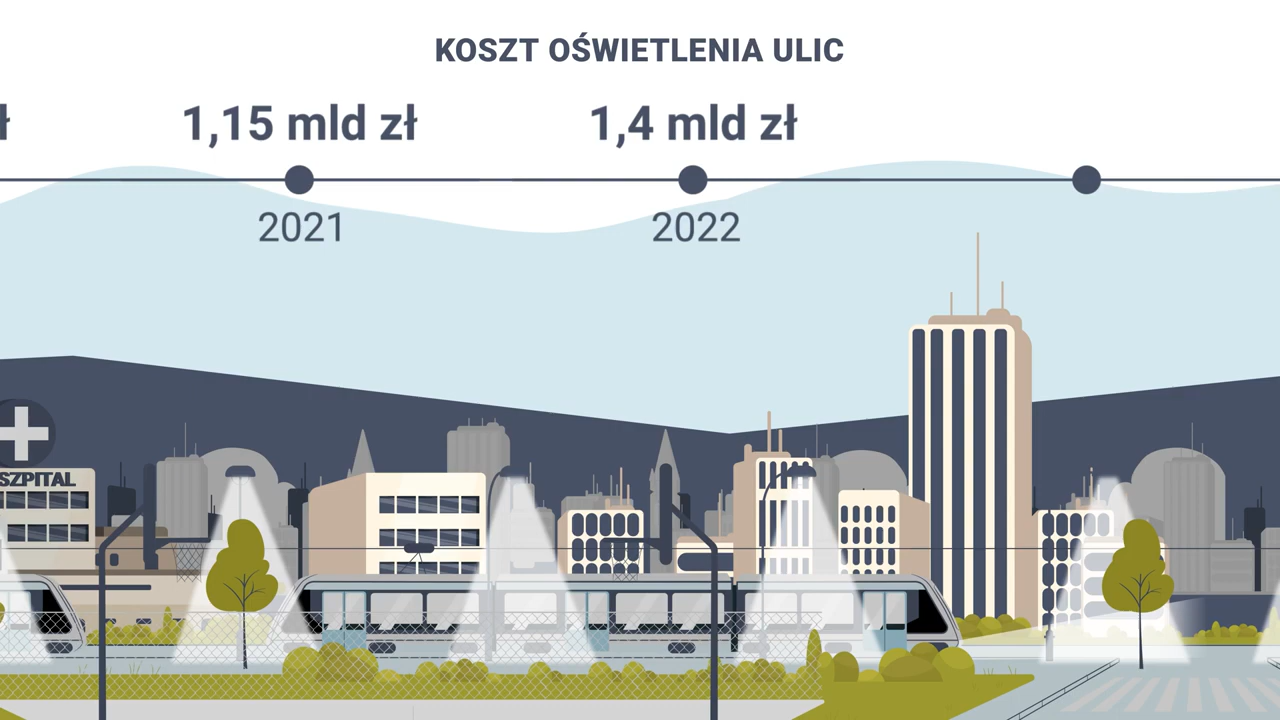 KOSZT OŚWIETLENIA ULIC
ł 1,15 mld zł 1,4 mld zł
2021 2022
SZPITAL